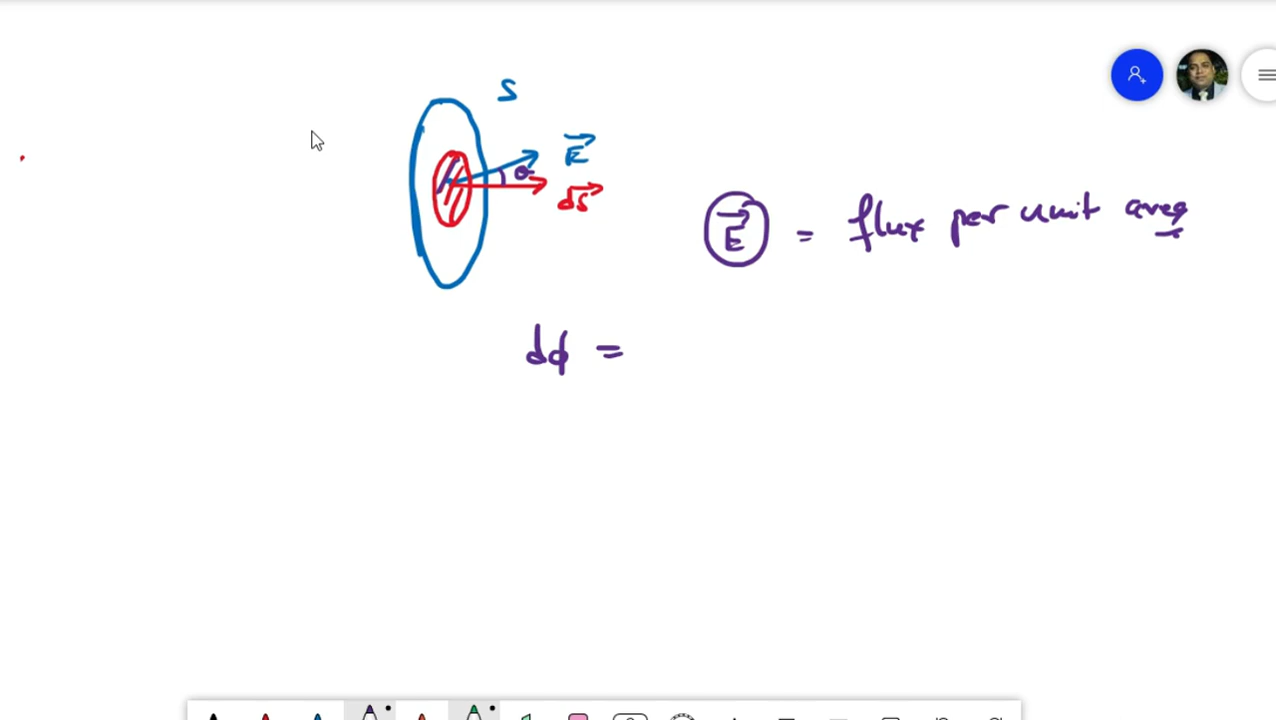 S
E⃗
θ
dS⃗
E⃗ = flux per unit area
dϕ =